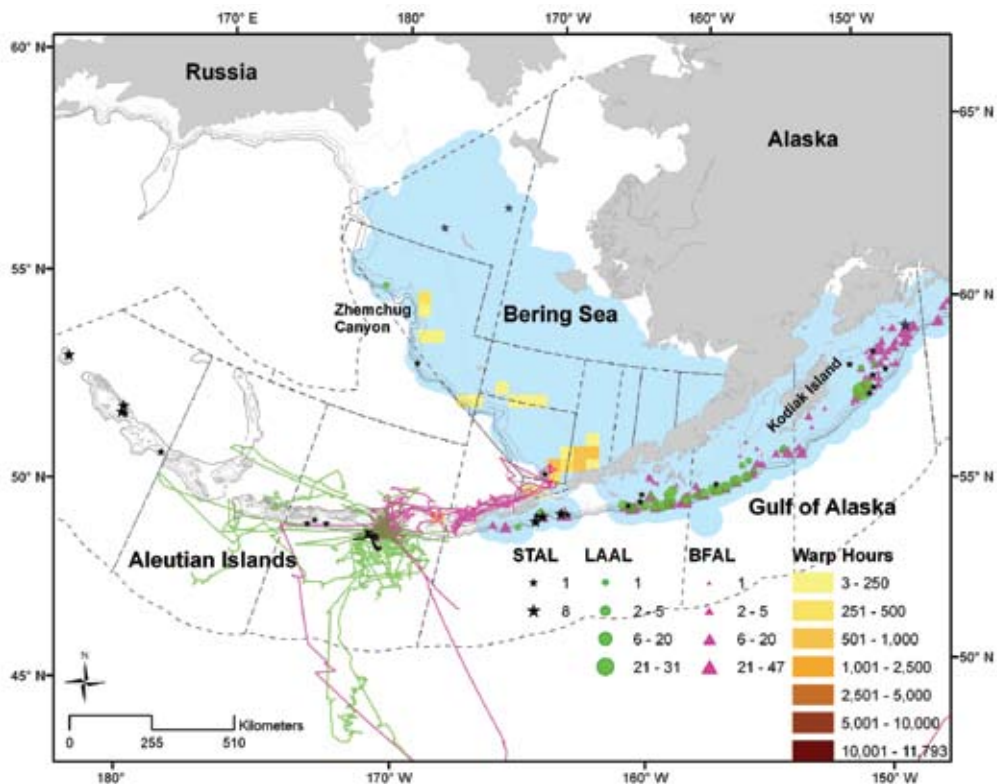 170° E
180°
170° W
160° W
150° W
60° N
Russia
65° N
Alaska
55° N
Zhemchug
Canyon
Bering Sea
60° N
Kodiak Island
50° N
55° N
Gulf of Alaska
Aleutian Islands
STAL
LAAL
BFAL
Warp Hours
1
1
1
3 - 250
8
2 - 5
2 - 5
251 - 500
6 - 20
6 - 20
501 - 1,000
21 - 31
21 - 47
1,001 - 2,500
2,501 - 5,000
5,001 - 10,000
10,001 - 11,793
50° N
45° N
N
Kilometers
0
255
510
180°
170° W
160° W
150° W